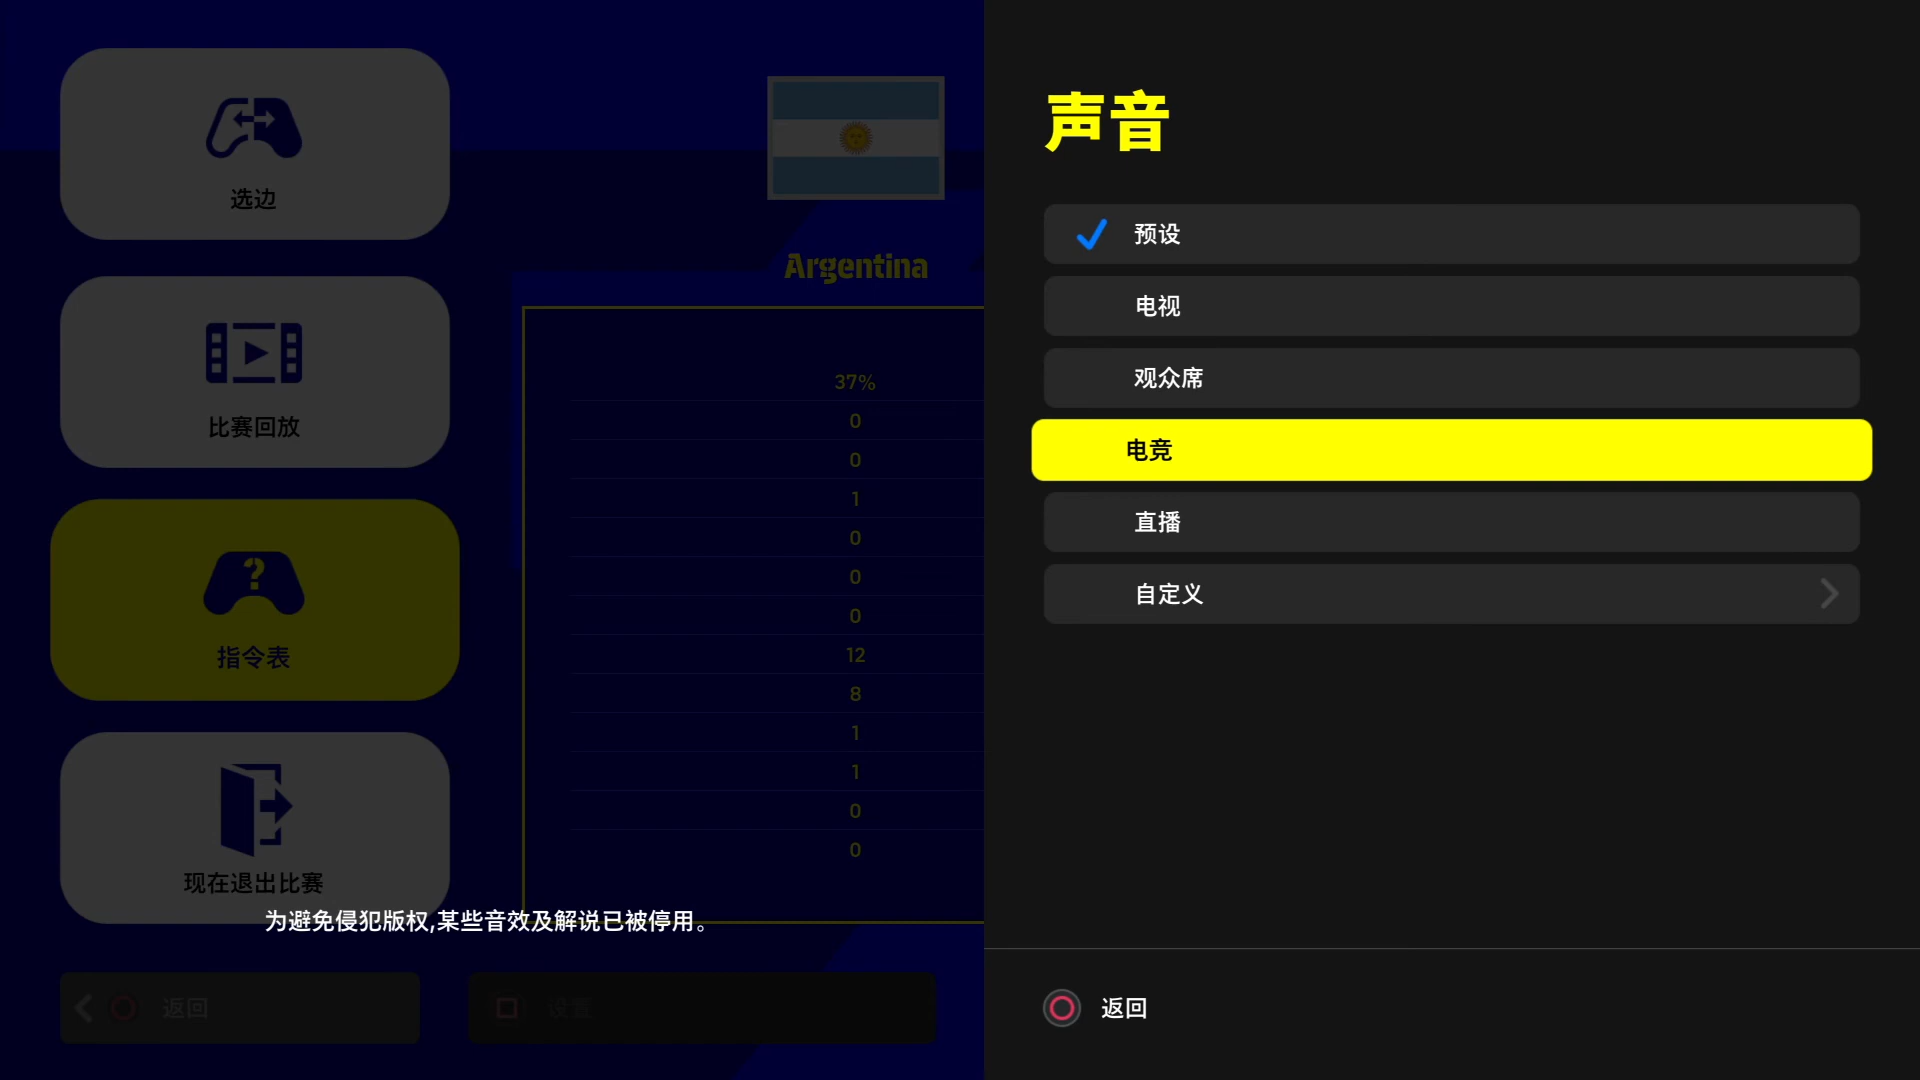 选边
比赛回放
指令表
现在退出比赛
Argentina
37%
0
0
1
0
0
0
12
8
1
1
0
0
为避免侵犯版权,某些音效及解说已被停用。
返回
设置
声音
预设
电视
观众席
电竞
直播
自定义
返回